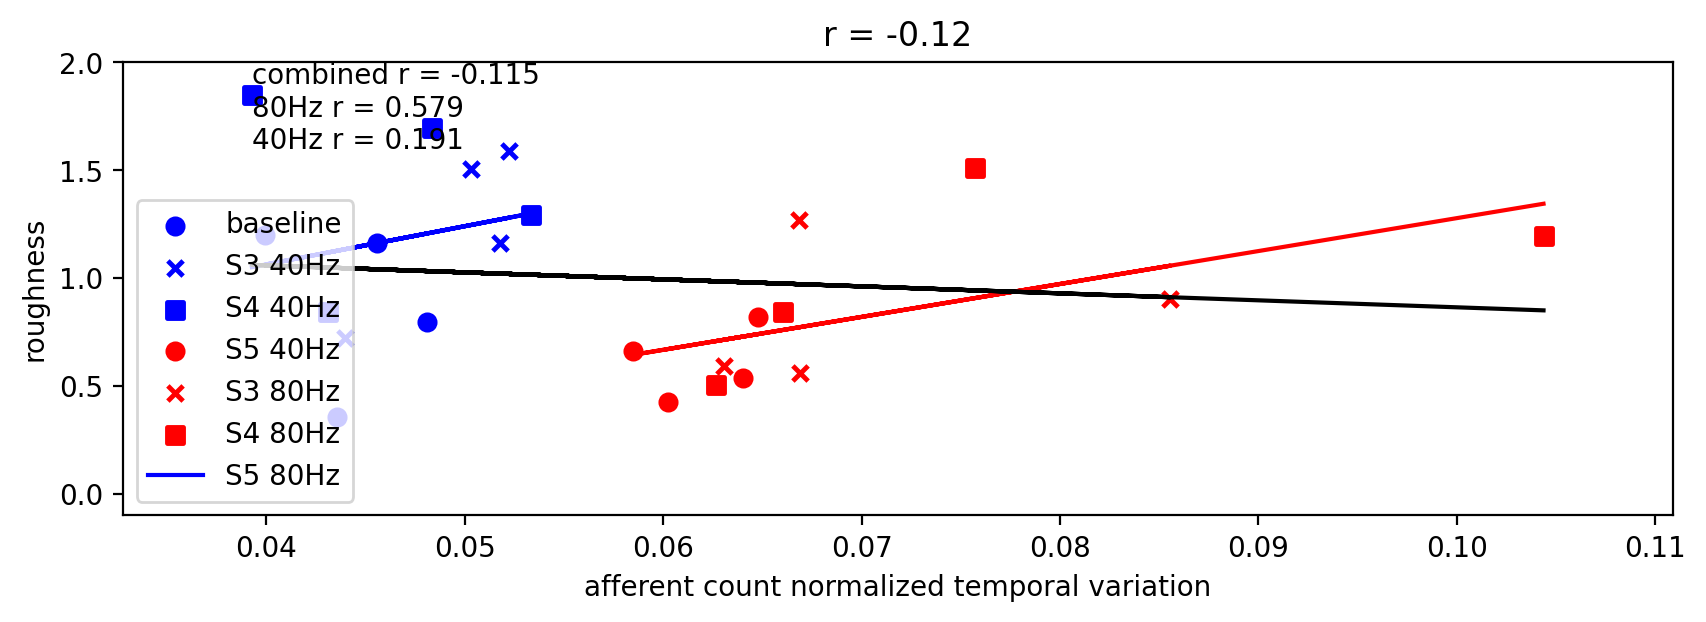 r = -0.12
combined r = -0.115
80Hz r = 0.579
40Hz r = 0.191
2.0
1.5
1.0
0.5
0.0
roughness
baseline
S3 40Hz
S4 40Hz
S5 40Hz
S3 80Hz
S4 80Hz
S5 80Hz
0.04 0.05 0.06 0.07 0.08 0.09 0.10 0.11
afferent count normalized temporal variation